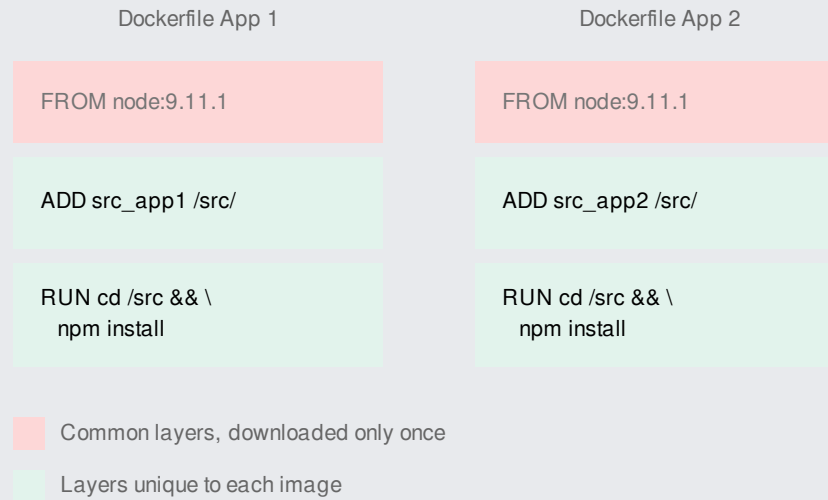 Dockerfile App 1
FROM node:9.11.1
ADD src_app1 /src/
RUN cd /src && \
npm install
Dockerfile App 2
FROM node:9.11.1
ADD src_app2 /src/
RUN cd /src && \
npm install
Common layers, downloaded only once
Layers unique to each image